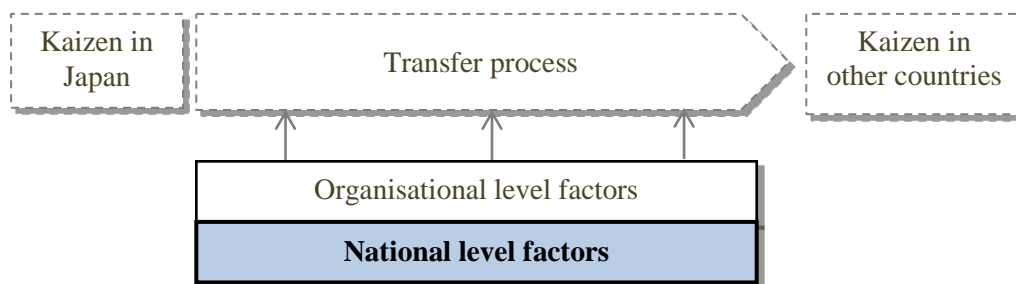 Kaizen in
Japan
Transfer process
Kaizen in
other countries
Organisational level factors
National level factors